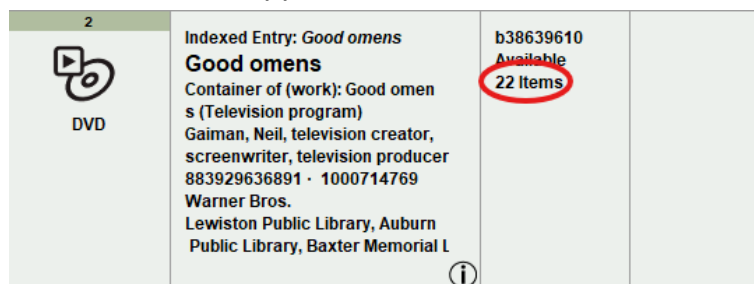 2
DVD
Indexed Entry: Good omens
Good omens
Container of (work): Good omen
s (Television program)
Gaiman, Neil, television creator,
screenwriter, television producer
883929636891 · 1000714769
Warner Bros.
Lewiston Public Library, Auburn
Public Library, Baxter Memorial L
b38639610
Available
22 Items